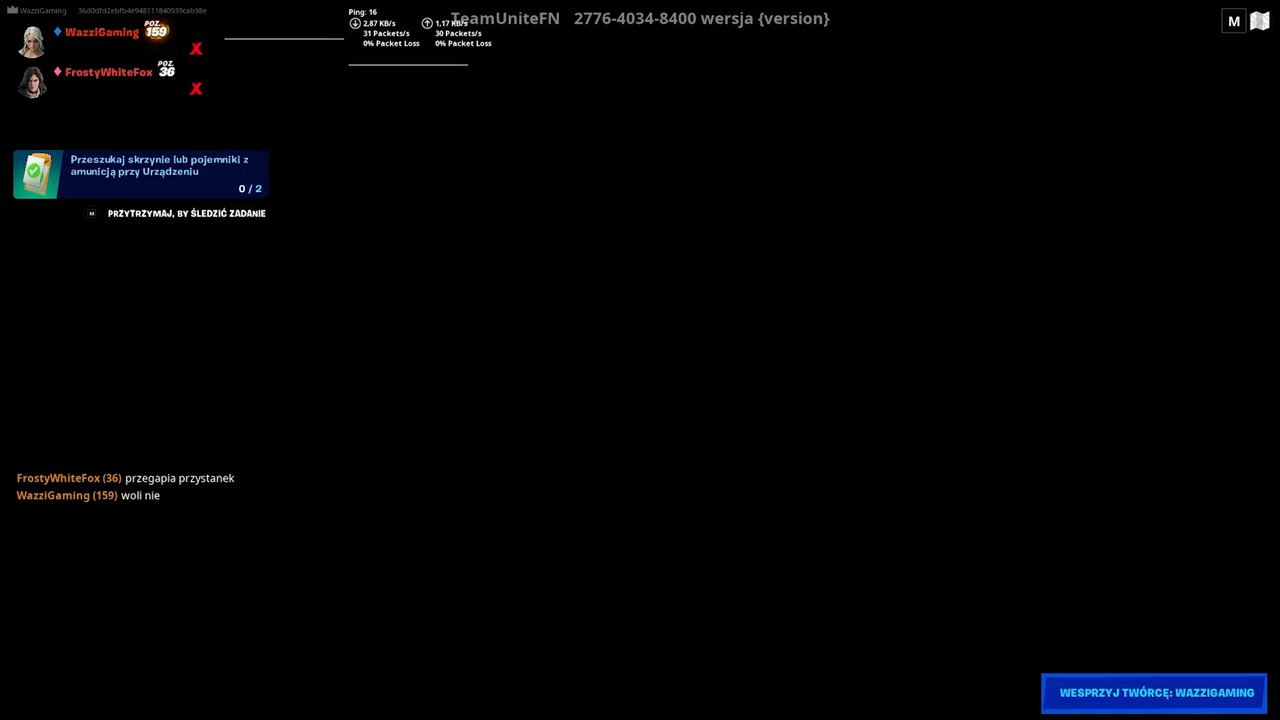 WazziGaming 36d0dfd2ebfb4e948111840939cab98e
WazziGaming POZ. 159 X
FrostyWhiteFox POZ. 36 X
Ping: 16
2,87 KB/s 1,17 KB/s
31 Packets/s 30 Packets/s
0% Packet Loss 0% Packet Loss
TeamUniteFN 2776-4034-8400 wersja {version}
M
Przeszukaj skrzynie lub pojemniki z
amunicją przy Urządzeniu
0 / 2
M PRZYTRZYMAJ, BY ŚLEDZIĆ ZADANIE
FrostyWhiteFox (36) przegapia przystanek
WazziGaming (159) woli nie
WESPRZYJ TWÓRCĘ: WAZZIGAMING